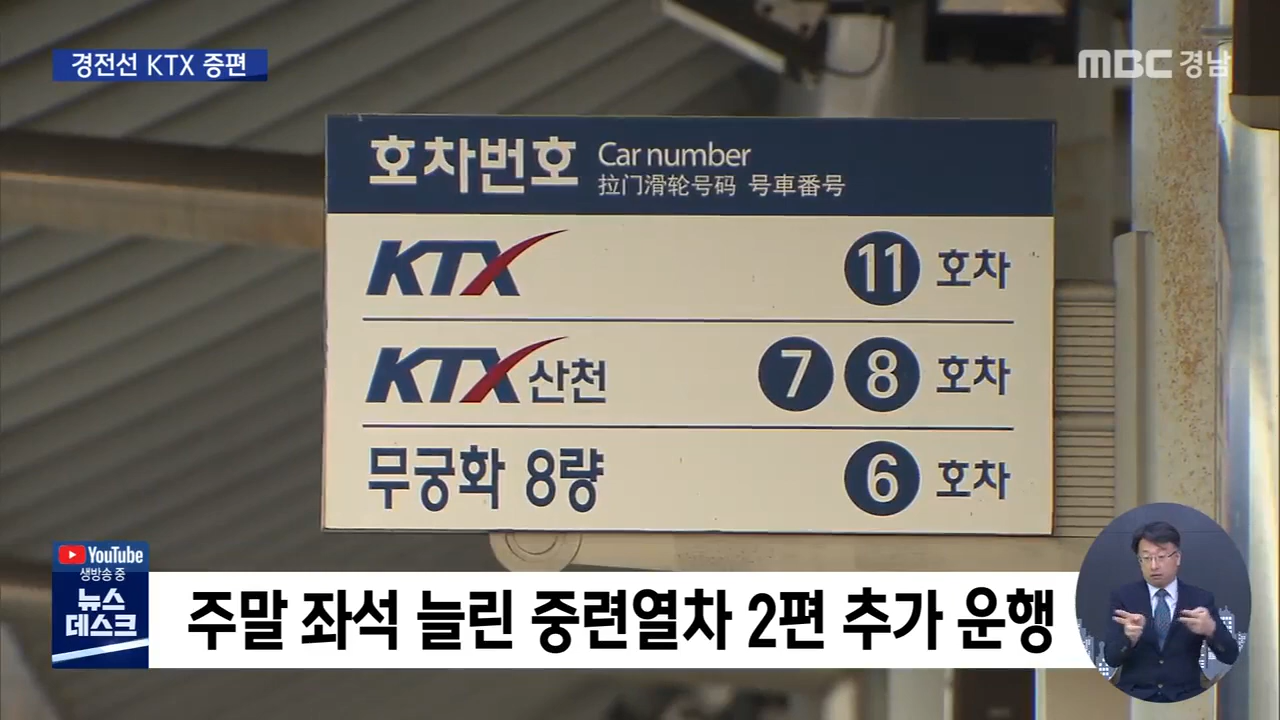 경전선 KTX 증편
MBC 경남
호차번호 Car number
拉门滑轮号码 号車番号
KTX 11 호차
KTX 산천 7 8 호차
무궁화 8량 6 호차
YouTube
생방송 중
뉴스
데스크
주말 좌석 늘린 중련열차 2편 추가 운행